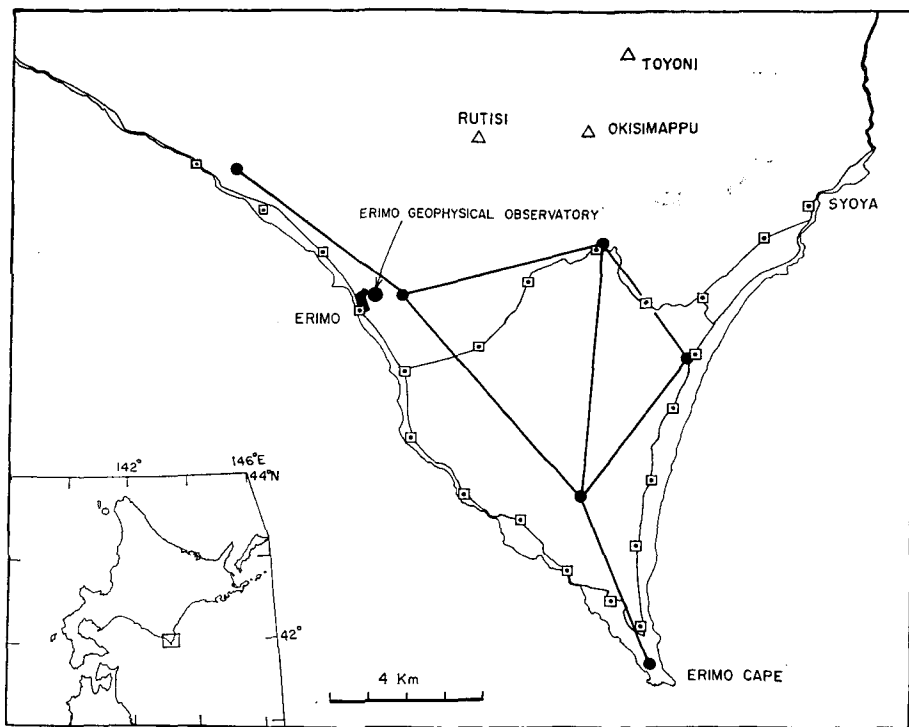 TOYONI
RUTISI
OKISIMAPPU
SYOYA
ERIMO GEOPHYSICAL OBSERVATORY
ERIMO
142°
146°E
44°N
42°
4 Km
ERIMO CAPE